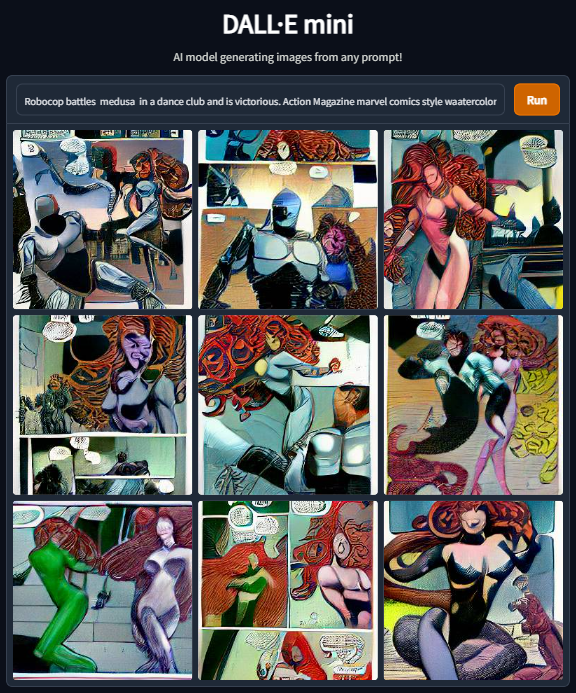 DALL·E mini
AI model generating images from any prompt!
Robocop battles  medusa  in a dance club and is victorious. Action Magazine marvel comics style waatercolor
Run